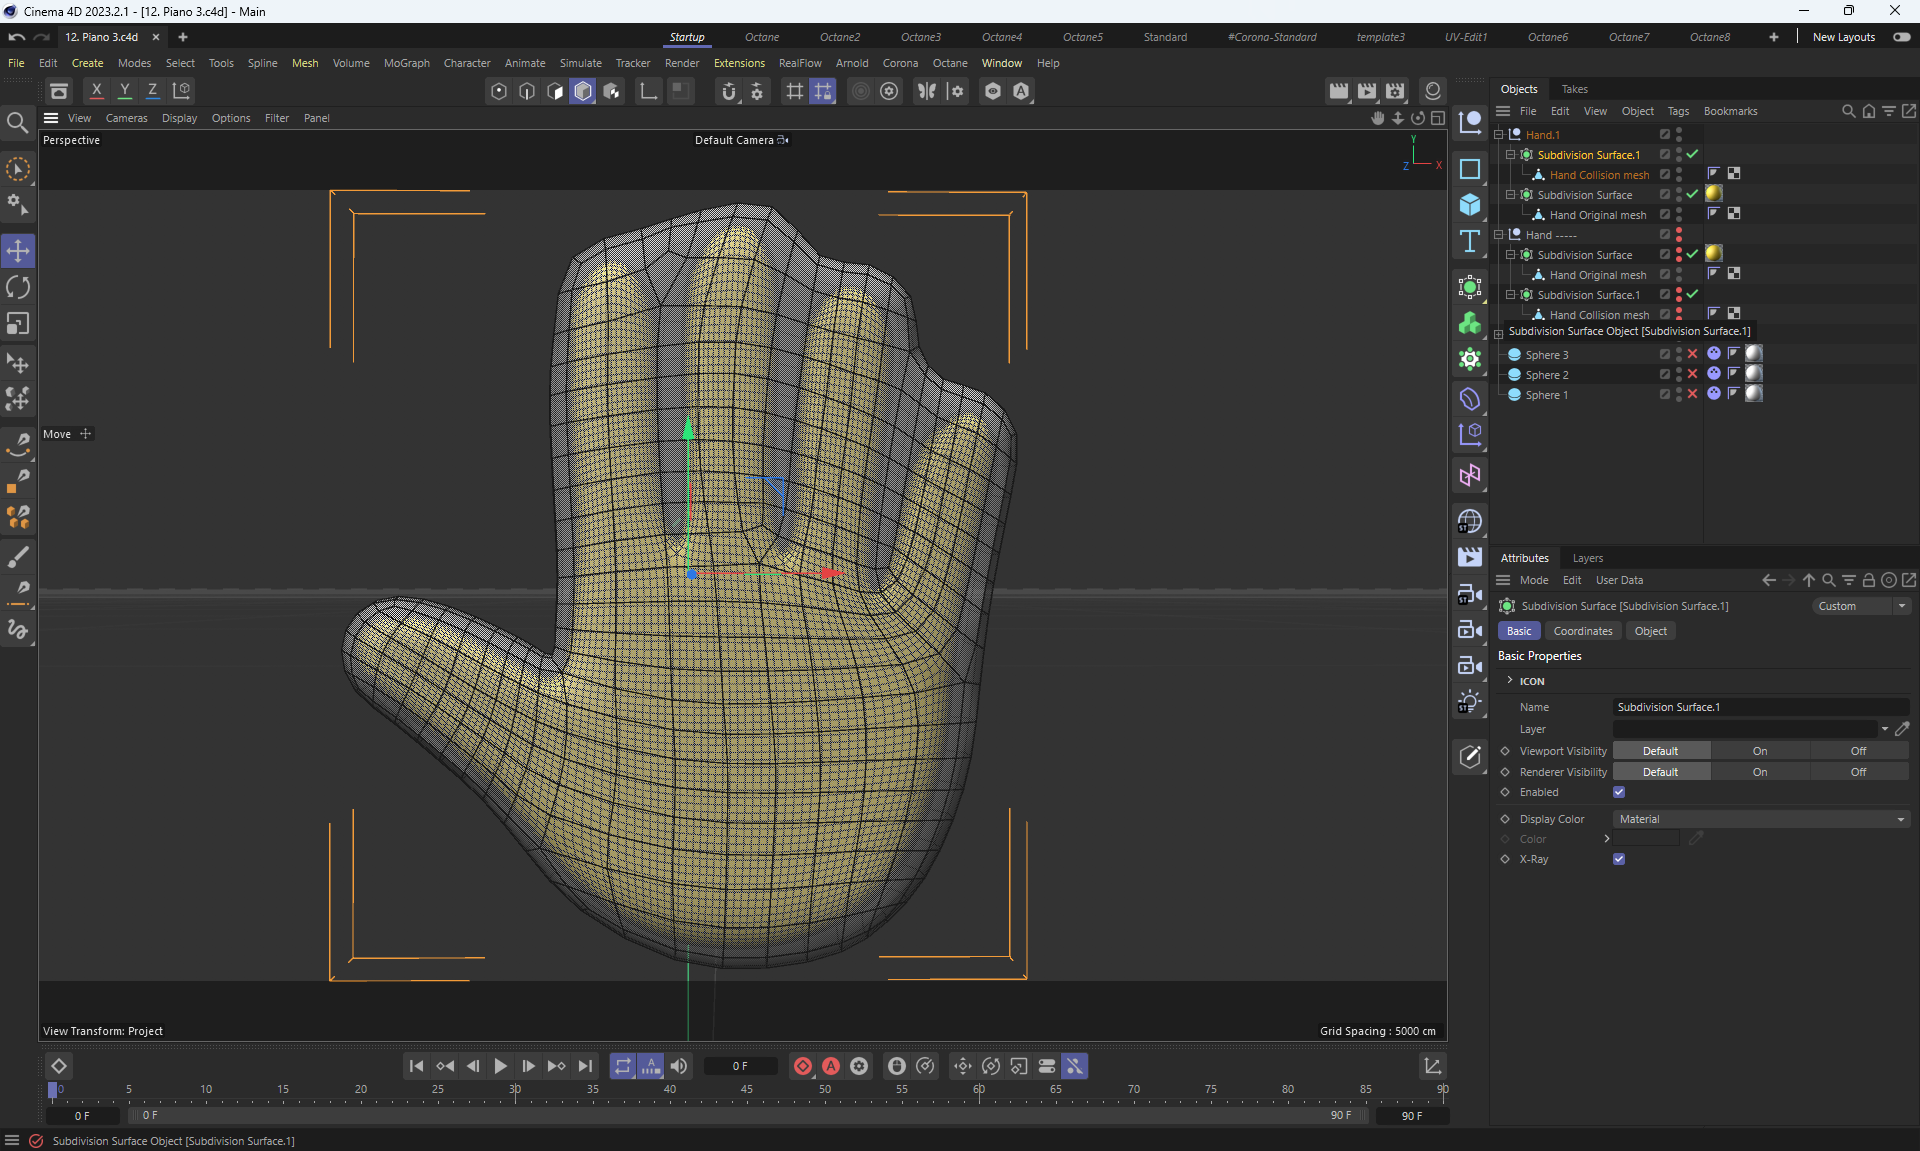 Cinema 4D 2023.2.1 - [12. Piano 3.c4d] - Main
12. Piano 3.c4d
Startup Octane Octane2 Octane3 Octane4 Octane5 Standard #Corona-Standard template3 UV-Edit1 Octane6 Octane7 Octane8 New Layouts
File Edit Create Modes Select Tools Spline Mesh Volume MoGraph Character Animate Simulate Tracker Render Extensions RealFlow Arnold Corona Octane Window Help
X Y Z
View Cameras Display Options Filter Panel
Perspective
Default Camera
Y
Z X
Move
View Transform: Project
Grid Spacing : 5000 cm
Objects Takes
File Edit View Object Tags Bookmarks
Hand.1
Subdivision Surface.1
Hand Collision mesh
Subdivision Surface
Hand Original mesh
Hand -----
Subdivision Surface
Hand Original mesh
Subdivision Surface.1
Hand Collision mesh
Subdivision Surface Object [Subdivision Surface.1]
Sphere 3
Sphere 2
Sphere 1
Attributes Layers
Mode Edit User Data
Subdivision Surface [Subdivision Surface.1] Custom
Basic Coordinates Object
Basic Properties
ICON
Name Subdivision Surface.1
Layer
Viewport Visibility Default On Off
Renderer Visibility Default On Off
Enabled
Display Color Material
Color
X-Ray
0 F
0 5 10 15 20 25 30 35 40 45 50 55 60 65 70 75 80 85 90
0 F 0 F 90 F 90 F
Subdivision Surface Object [Subdivision Surface.1]